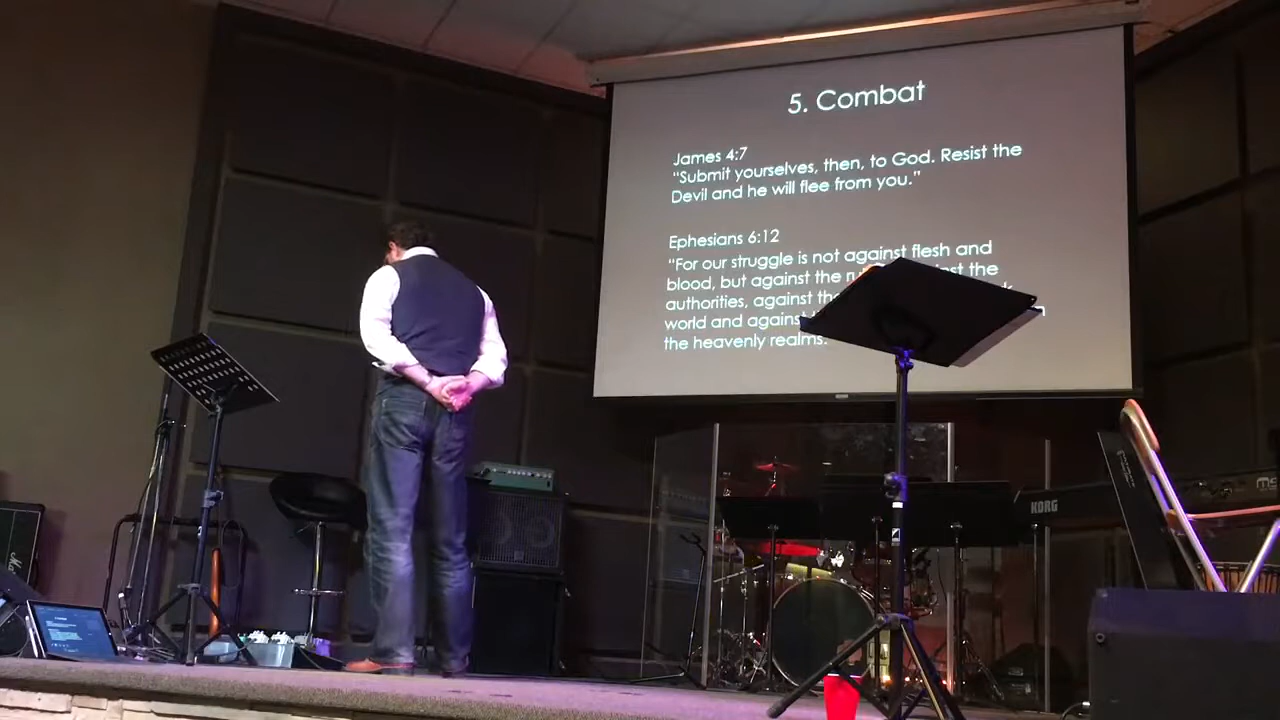 5. Combat
James 4:7
“Submit yourselves, then, to God. Resist the
Devil and he will flee from you.”
Ephesians 6:12
“For our struggle is not against flesh and
blood, but against the the
authorities, against
world and against
the heavenly realms.
KORG